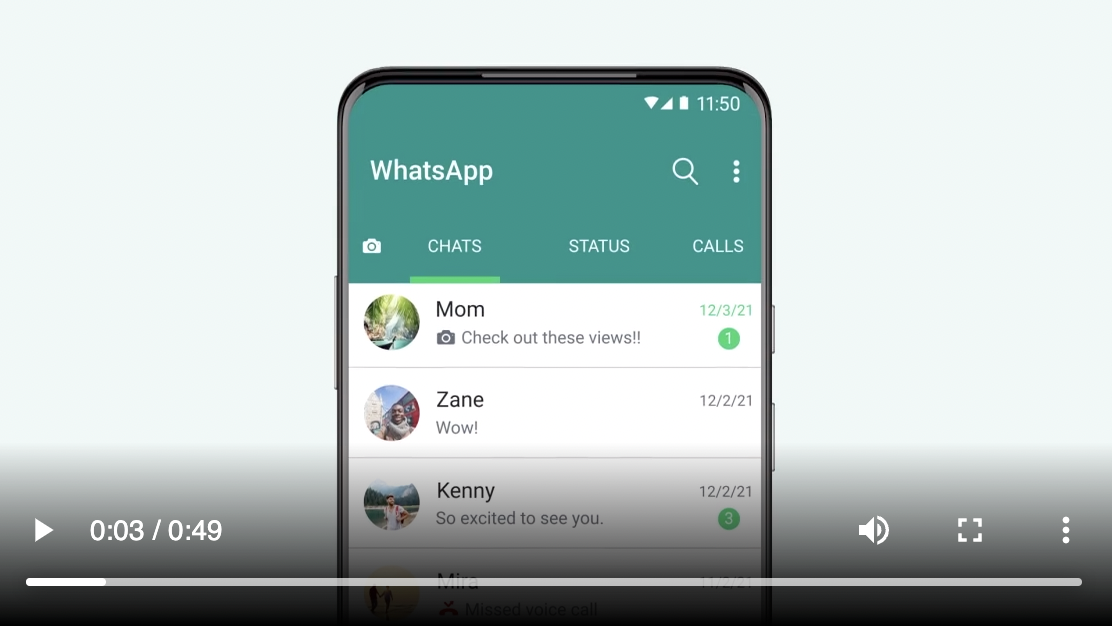 11:50
WhatsApp
CHATS STATUS CALLS
Mom 12/3/21
Check out these views!! 1
Zane 12/2/21
Wow!
Kenny 12/2/21
So excited to see you. 3
0:03 / 0:49
Mira 11/2/21
Missed voice call